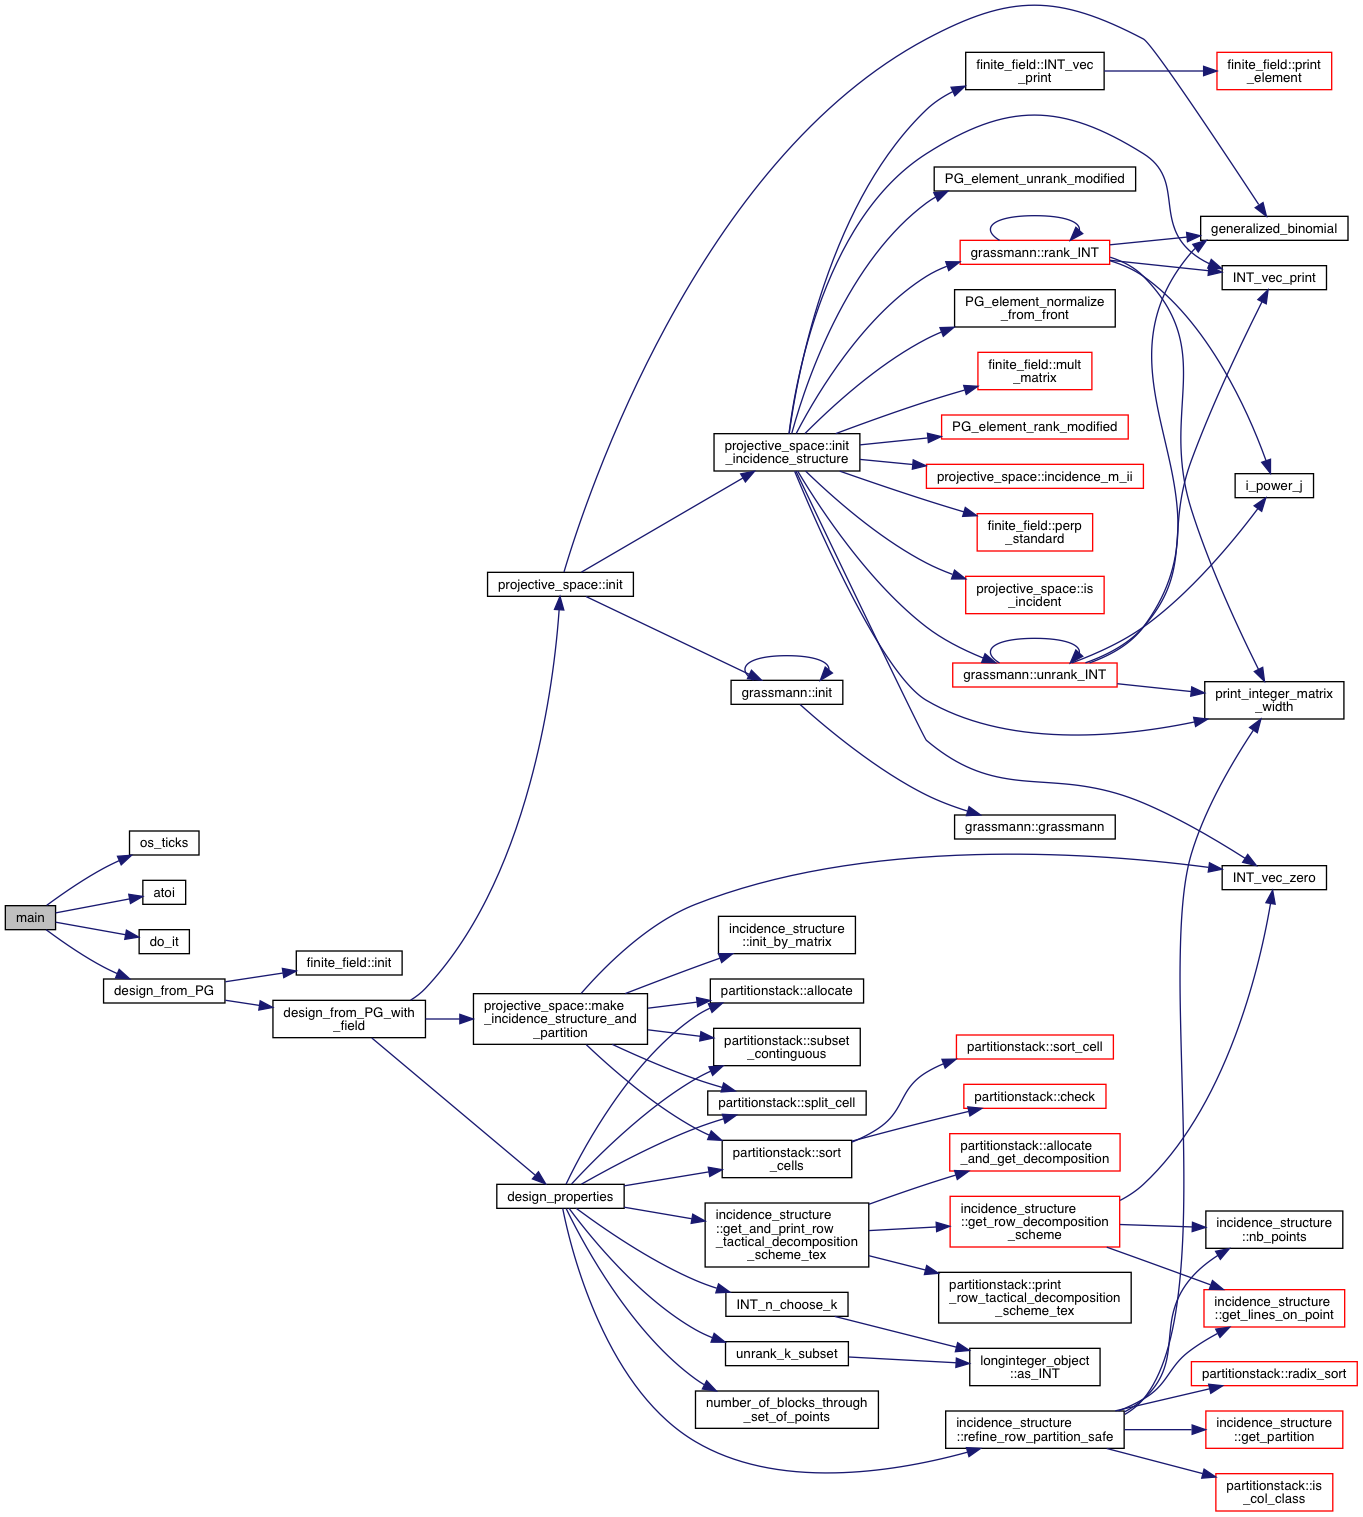 main
os_ticks
atoi
do_it
design_from_PG
finite_field::init
design_from_PG_with
_field
projective_space::init
projective_space::make
_incidence_structure_and
_partition
design_properties
projective_space::init
_incidence_structure
grassmann::init
incidence_structure
::init_by_matrix
partitionstack::allocate
partitionstack::subset
_continguous
partitionstack::split_cell
partitionstack::sort
_cells
incidence_structure
::get_and_print_row
_tactical_decomposition
_scheme_tex
INT_n_choose_k
unrank_k_subset
number_of_blocks_through
_set_of_points
finite_field::INT_vec
_print
PG_element_unrank_modified
grassmann::rank_INT
PG_element_normalize
_from_front
finite_field::mult
_matrix
PG_element_rank_modified
projective_space::incidence_m_ii
finite_field::perp
_standard
projective_space::is
_incident
grassmann::unrank_INT
grassmann::grassmann
partitionstack::sort_cell
partitionstack::check
partitionstack::allocate
_and_get_decomposition
incidence_structure
::get_row_decomposition
_scheme
partitionstack::print
_row_tactical_decomposition
_scheme_tex
longinteger_object
::as_INT
incidence_structure
::refine_row_partition_safe
finite_field::print
_element
generalized_binomial
INT_vec_print
i_power_j
print_integer_matrix
_width
INT_vec_zero
incidence_structure
::nb_points
incidence_structure
::get_lines_on_point
partitionstack::radix_sort
incidence_structure
::get_partition
partitionstack::is
_col_class